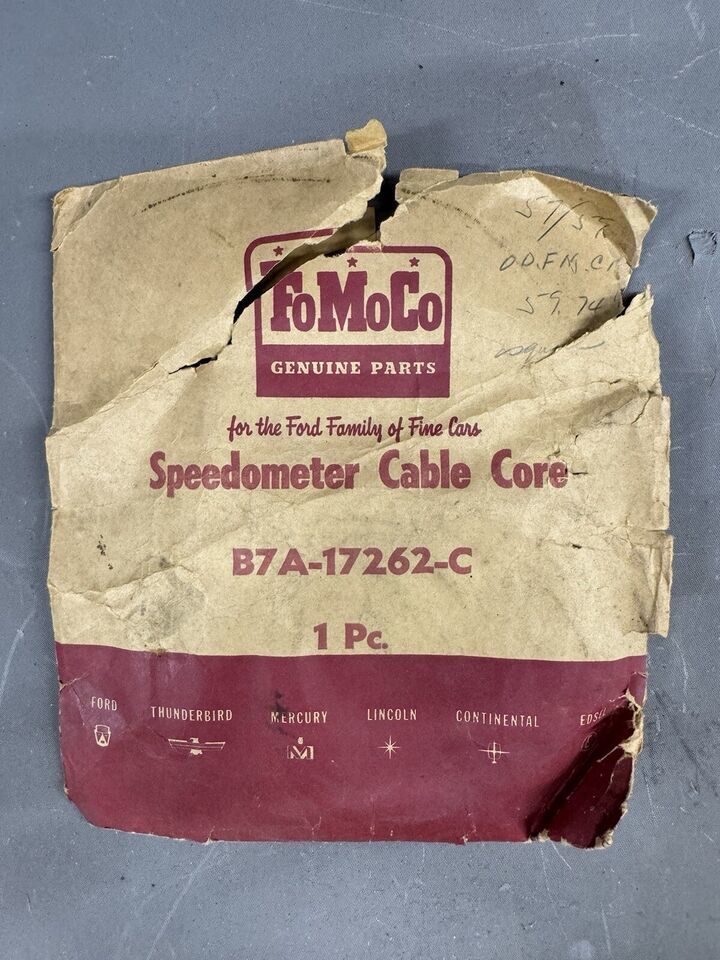 FoMoCo
GENUINE PARTS
for the Ford Family of Fine Cars
Speedometer Cable Core
B7A-17262-C
1 Pc.
FORD THUNDERBIRD MERCURY LINCOLN CONTINENTAL